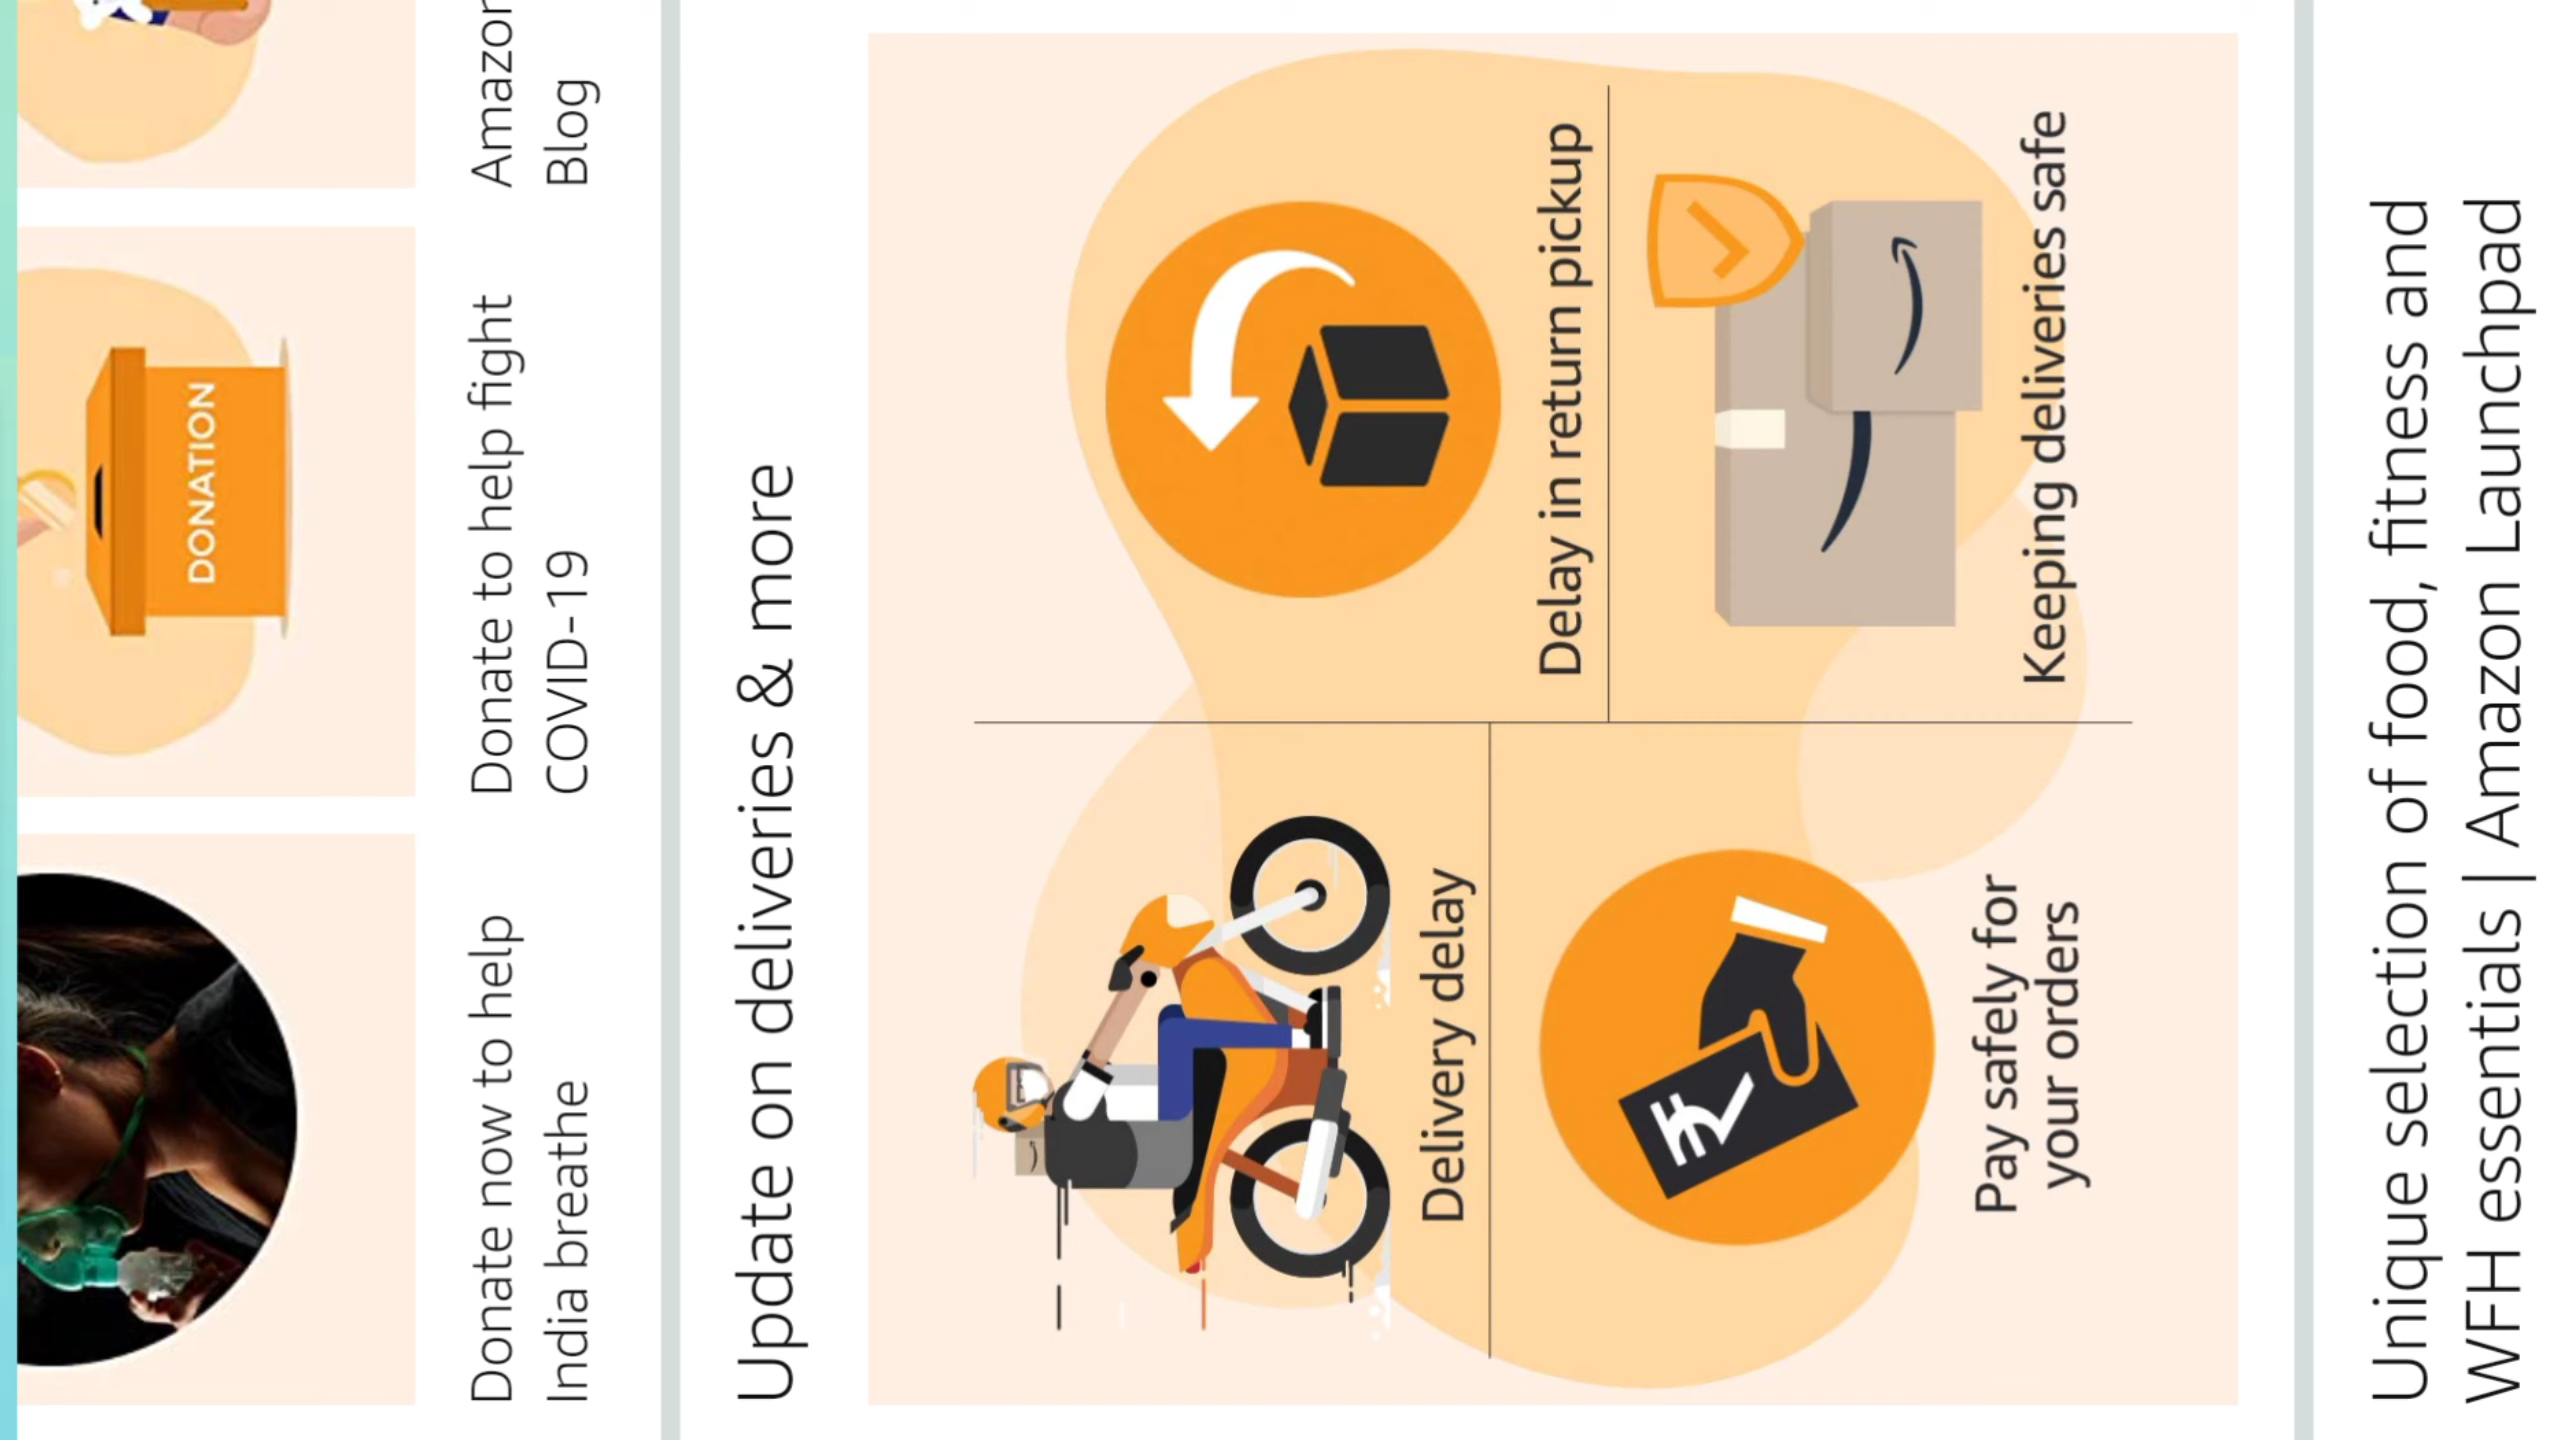 Donate now to help
India breathe
DONATION
Donate to help fight
COVID-19
Amazon
Blog
Update on deliveries & more
Delivery delay
Delay in return pickup
Pay safely for
your orders
Keeping deliveries safe
Unique selection of food, fitness and
WFH essentials | Amazon Launchpad